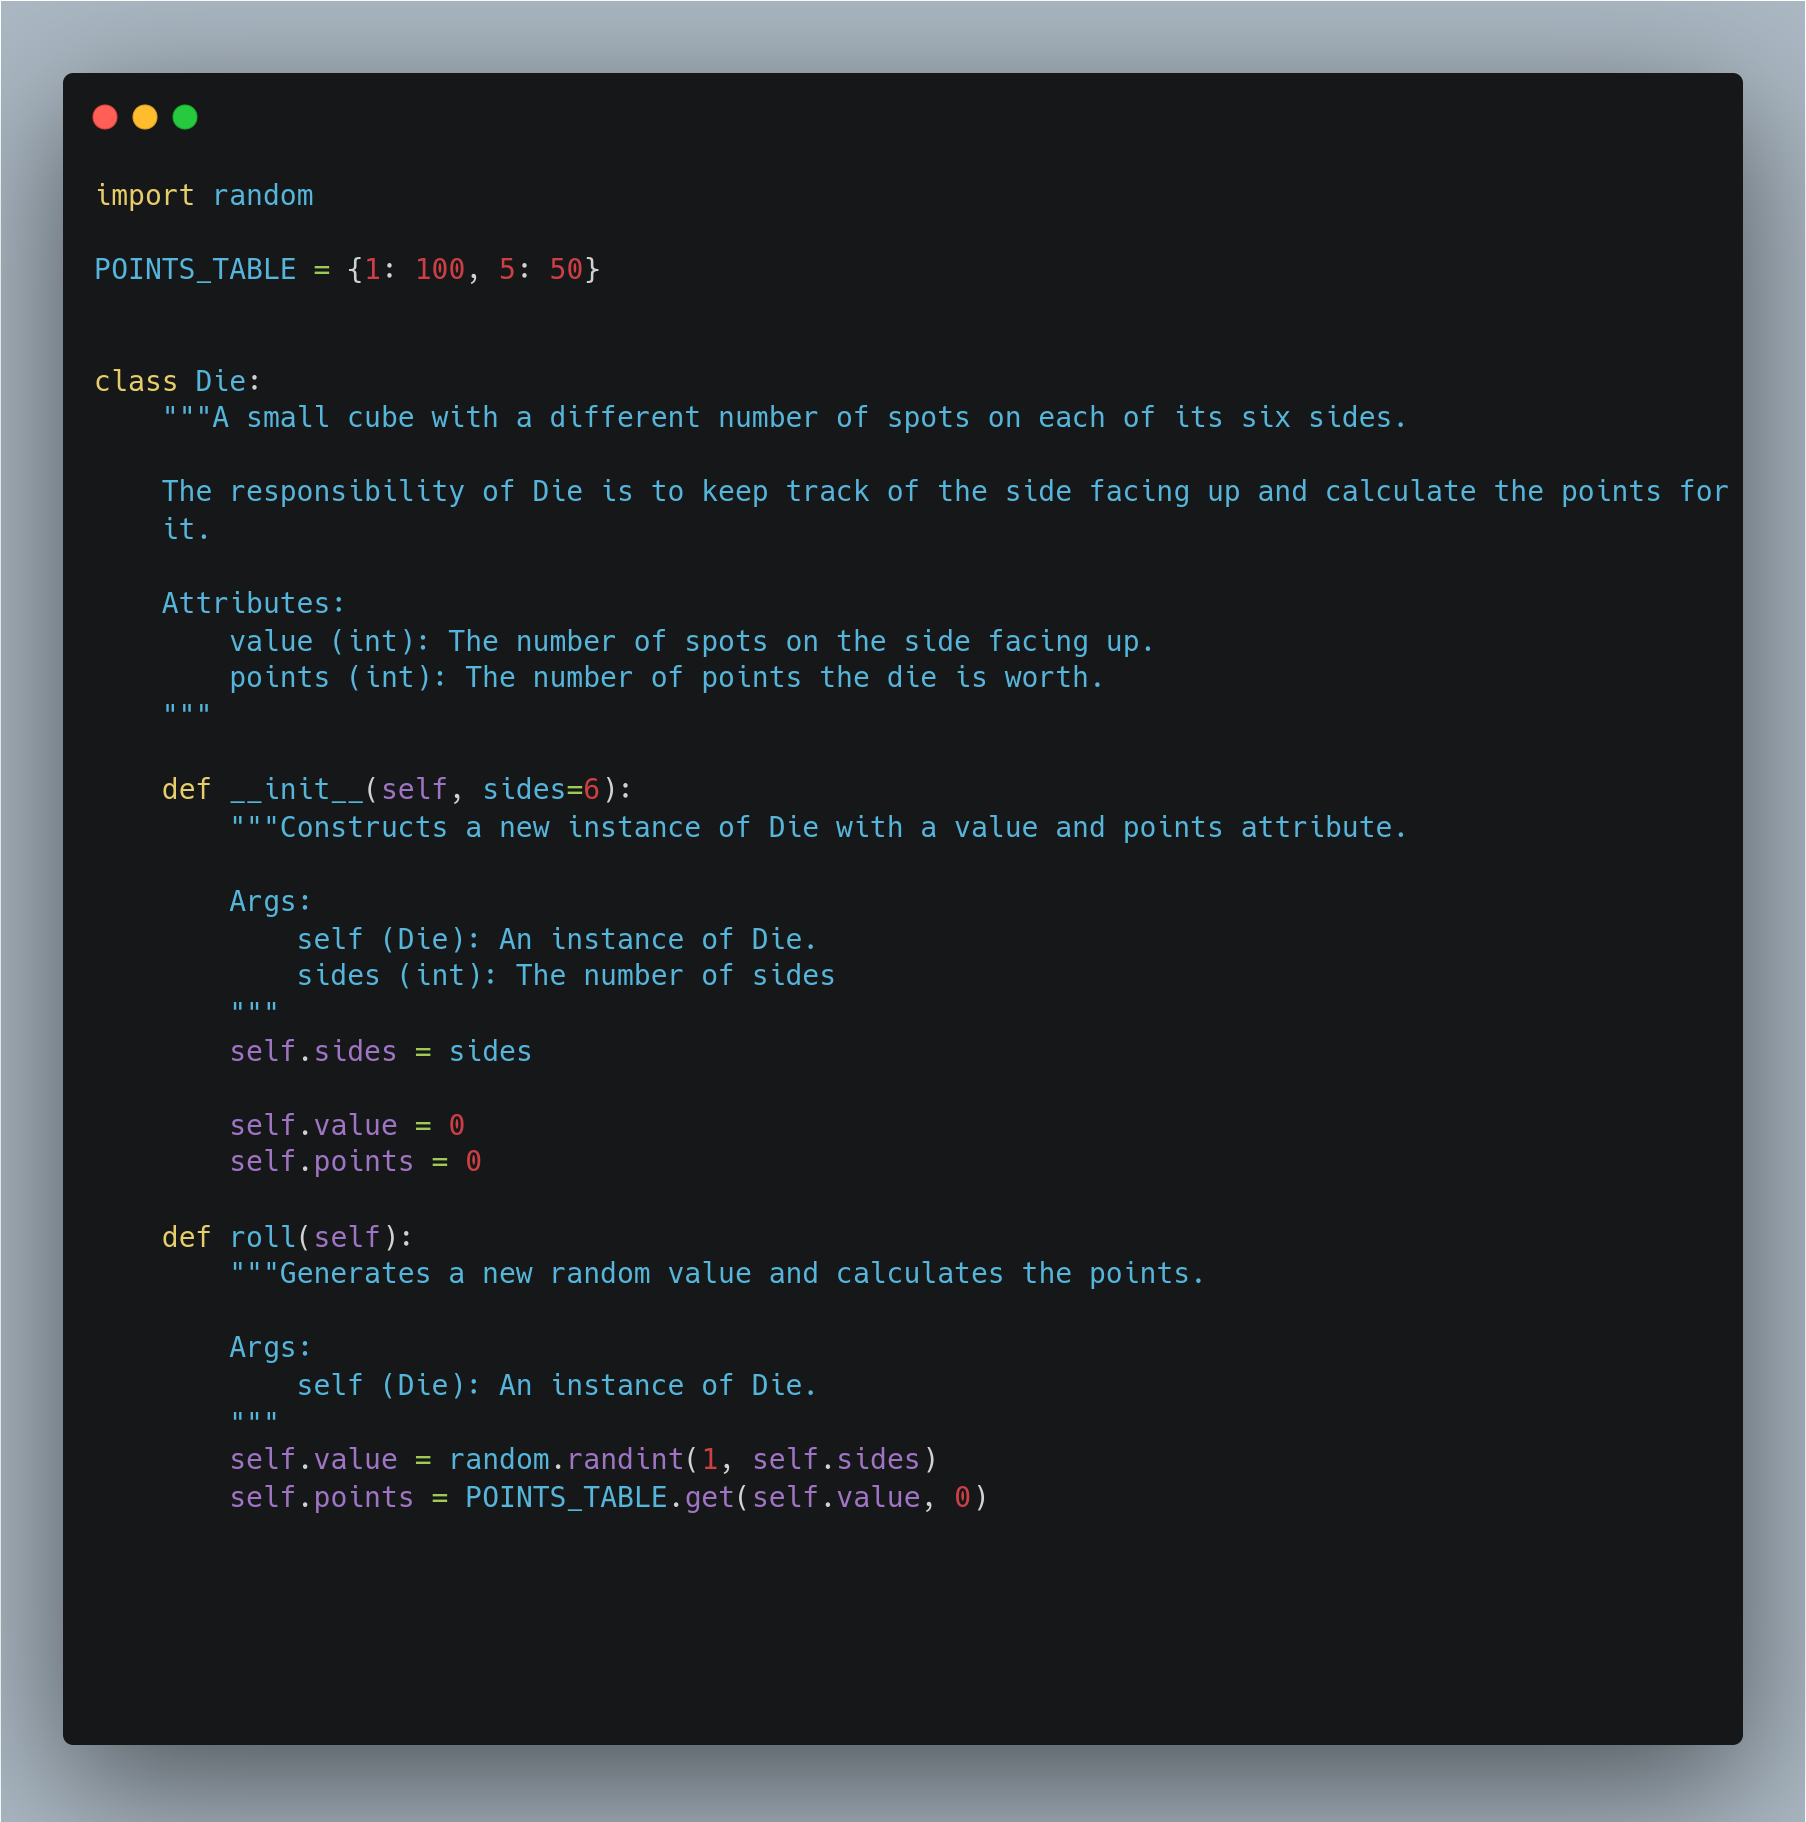 import random

POINTS_TABLE = {1: 100, 5: 50}


class Die:
    """A small cube with a different number of spots on each of its six sides.

    The responsibility of Die is to keep track of the side facing up and calculate the points for
    it.

    Attributes:
        value (int): The number of spots on the side facing up.
        points (int): The number of points the die is worth.
    """

    def __init__(self, sides=6):
        """Constructs a new instance of Die with a value and points attribute.

        Args:
            self (Die): An instance of Die.
            sides (int): The number of sides
        """
        self.sides = sides

        self.value = 0
        self.points = 0

    def roll(self):
        """Generates a new random value and calculates the points.

        Args:
            self (Die): An instance of Die.
        """
        self.value = random.randint(1, self.sides)
        self.points = POINTS_TABLE.get(self.value, 0)